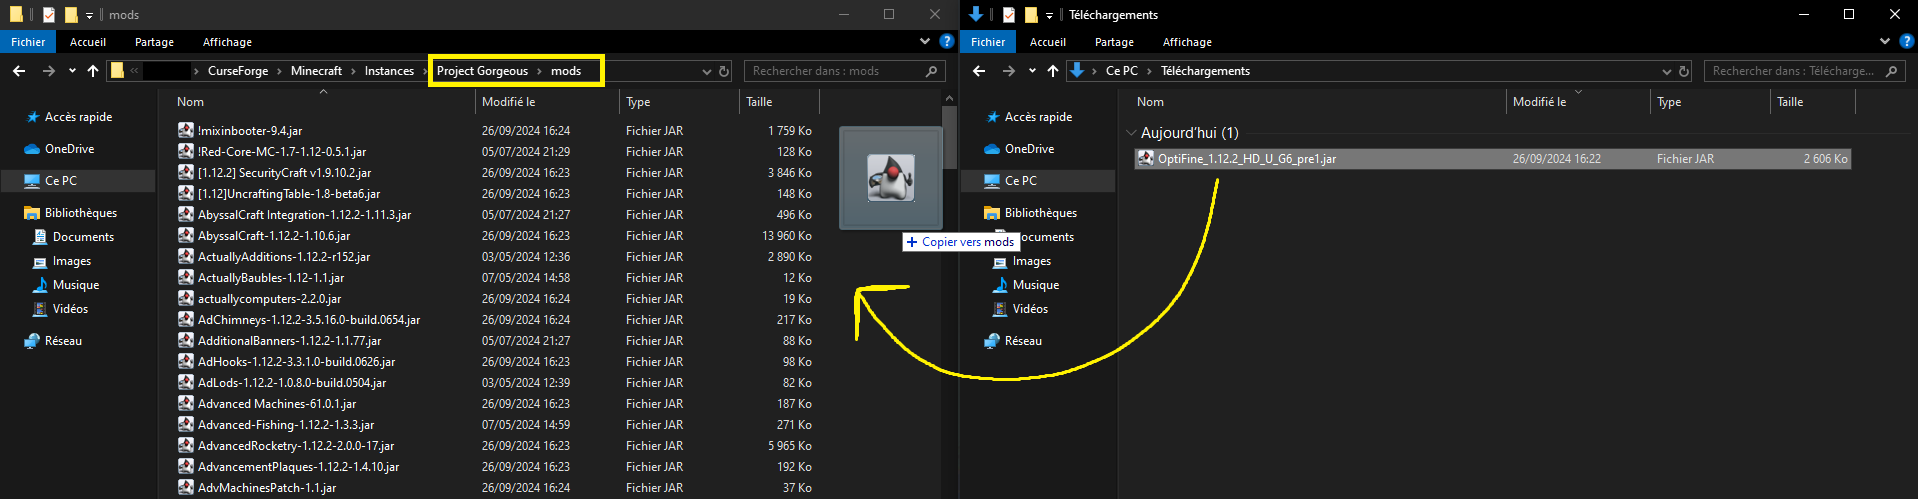 mods
Fichier Accueil Partage Affichage
CurseForge Minecraft Instances Project Gorgeous mods
Rechercher dans : mods
Accès rapide
OneDrive
Ce PC
Bibliothèques
Documents
Images
Musique
Vidéos
Réseau
Nom Modifié le Type Taille
!mixinbooter-9.4.jar 26/09/2024 16:24 Fichier JAR 1 759 Ko
!Red-Core-MC-1.7-1.12-0.5.1.jar 05/07/2024 21:29 Fichier JAR 128 Ko
[1.12.2] SecurityCraft v1.9.10.2.jar 26/09/2024 16:24 Fichier JAR 3 846 Ko
[1.12]UncraftingTable-1.8-beta6.jar 26/09/2024 16:24 Fichier JAR 148 Ko
AbyssalCraft Integration-1.12.2-1.11.3.jar 05/07/2024 21:27 Fichier JAR 496 Ko
AbyssalCraft-1.12.2-1.10.6.jar 26/09/2024 16:23 Fichier JAR 13 960 Ko
ActuallyAdditions-1.12.2-r152.jar 03/05/2024 12:36 Fichier JAR 2 890 Ko
ActuallyBaubles-1.12-1.1.jar 07/05/2024 14:58 Fichier JAR 12 Ko
actuallycomputers-2.2.0.jar 26/09/2024 16:24 Fichier JAR 19 Ko
AdChimneys-1.12.2-3.5.16.0-build.0654.jar 26/09/2024 16:24 Fichier JAR 217 Ko
AdditionalBanners-1.12.2-1.1.77.jar 05/07/2024 21:27 Fichier JAR 88 Ko
AdHooks-1.12.2-3.3.1.0-build.0626.jar 26/09/2024 16:23 Fichier JAR 98 Ko
AdLods-1.12.2-1.0.8.0-build.0504.jar 03/05/2024 12:39 Fichier JAR 82 Ko
Advanced Machines-61.0.1.jar 26/09/2024 16:23 Fichier JAR 187 Ko
Advanced-Fishing-1.12.2-1.3.3.jar 07/05/2024 14:59 Fichier JAR 271 Ko
AdvancedRocketry-1.12.2-2.0.0-17.jar 26/09/2024 16:23 Fichier JAR 5 965 Ko
AdvancementPlaques-1.12.2-1.4.10.jar 26/09/2024 16:23 Fichier JAR 192 Ko
AdvMachinesPatch-1.1.jar 26/09/2024 16:24 Fichier JAR 37 Ko
+ Copier vers mods
Téléchargements
Fichier Accueil Partage Affichage
Ce PC Téléchargements
Rechercher dans : Télécharge...
Accès rapide
OneDrive
Ce PC
Bibliothèques
ocuments
Images
Musique
Vidéos
Réseau
Nom Modifié le Type Taille
Aujourd'hui (1)
OptiFine_1.12.2_HD_U_G6_pre1.jar 26/09/2024 16:22 Fichier JAR 2 606 Ko